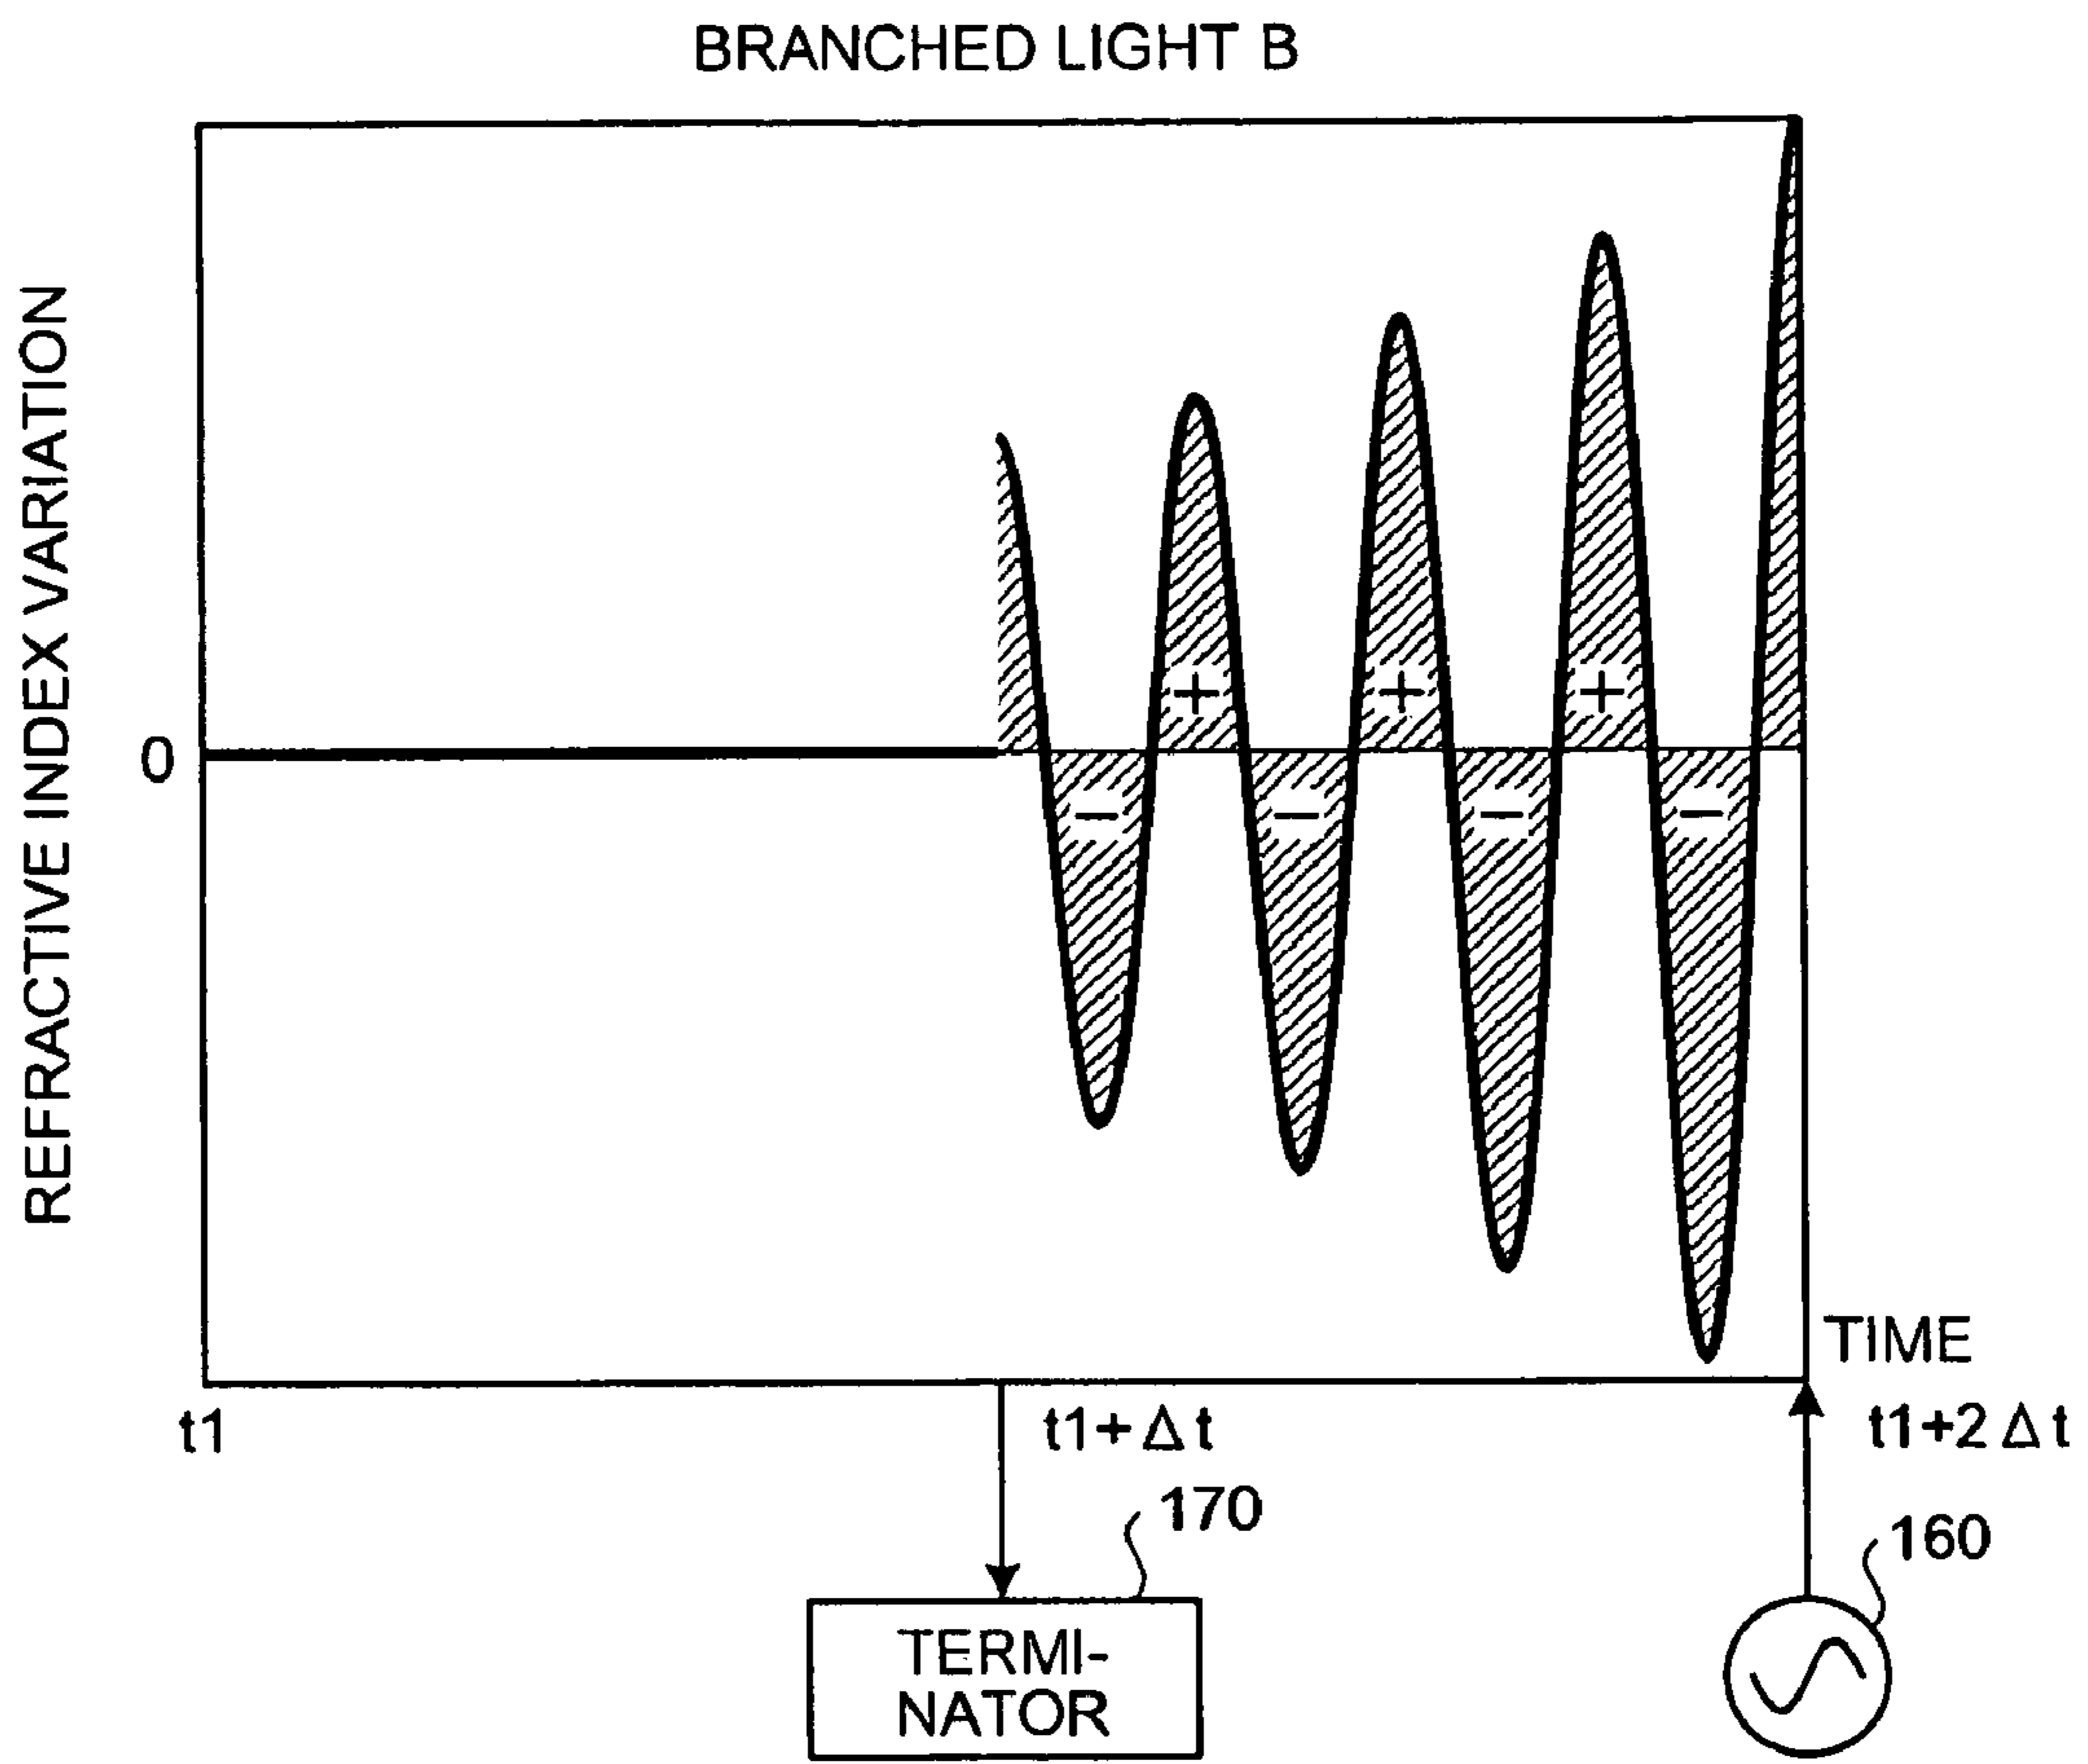 BRANCHED LIGHT B
REFRACTIVE INDEX VARIATION
0
+ + +
− − − −
TIME
t1
t1+Δt
t1+2Δt
170
160
TERMI-
NATOR